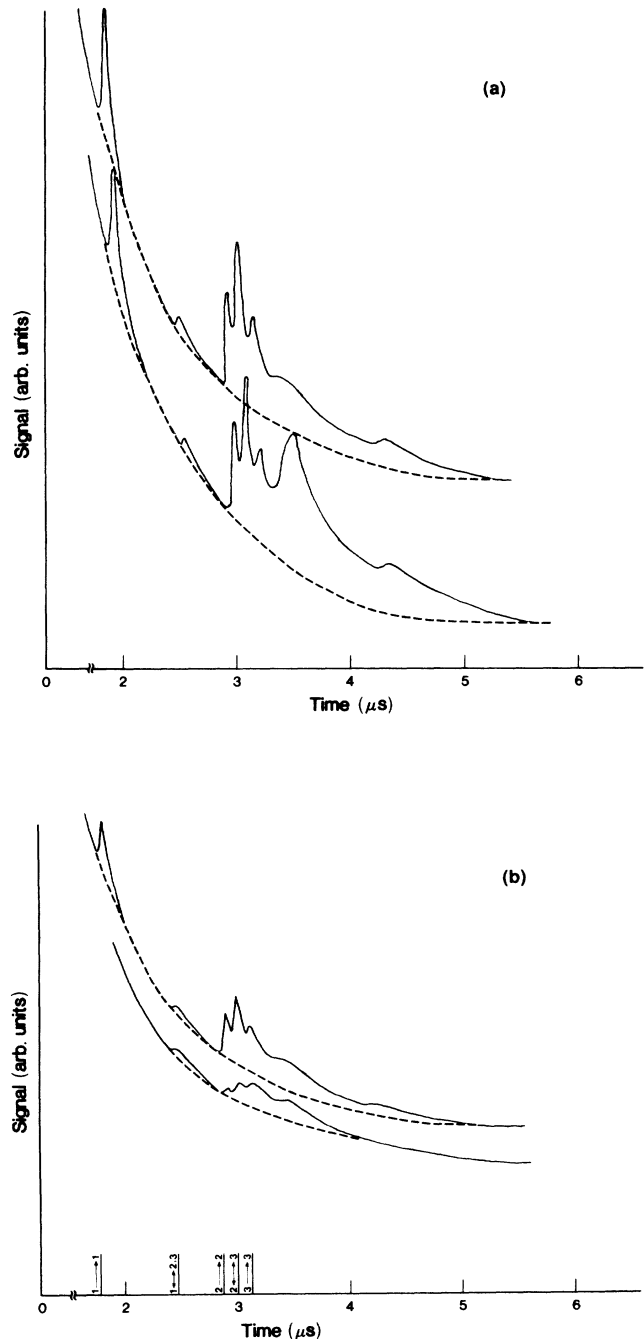 (a)
Signal (arb. units)
0 2 3 4 5 6
Time (μs)
(b)
Signal (arb. units)
1⟶1
1⟷2.3
2⟶2
2⟷3
3⟶3
0 2 3 4 5 6
Time (μs)